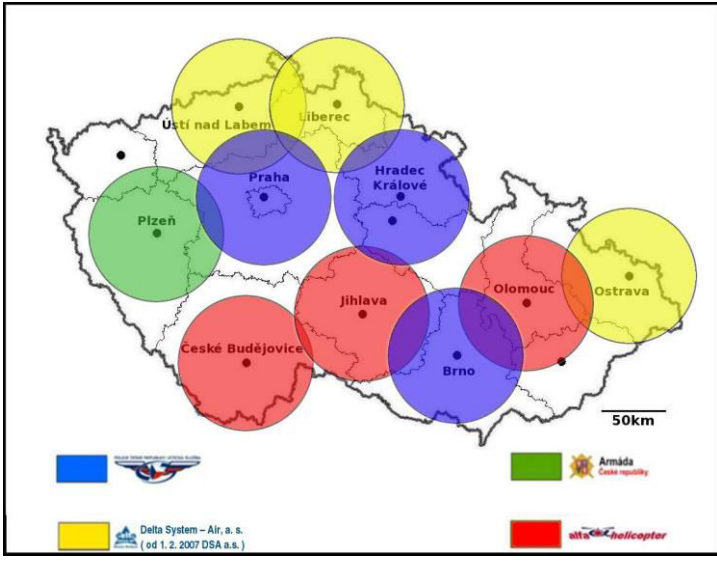 Ústí nad Labem
Liberec
Praha
Hradec
Králové
Plzeň
Jihlava
Olomouc
Ostrava
České Budějovice
Brno
50km
Armáda
České republiky
Delta System – Air, a. s.
( od 1. 2. 2007 DSA a.s.)
alfa helicopter